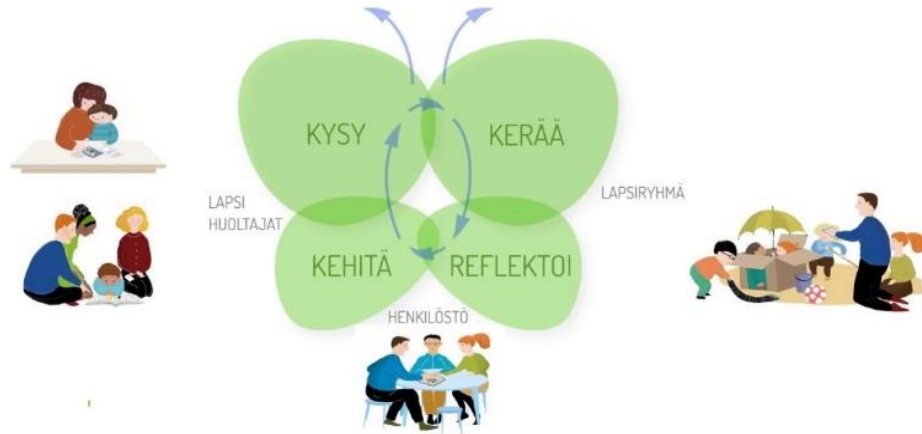 KYSY
KERÄÄ
LAPSI
HUOLTAJAT
LAPSIRYHMÄ
KEHITÄ
REFLEKTOI
HENKILÖSTÖ